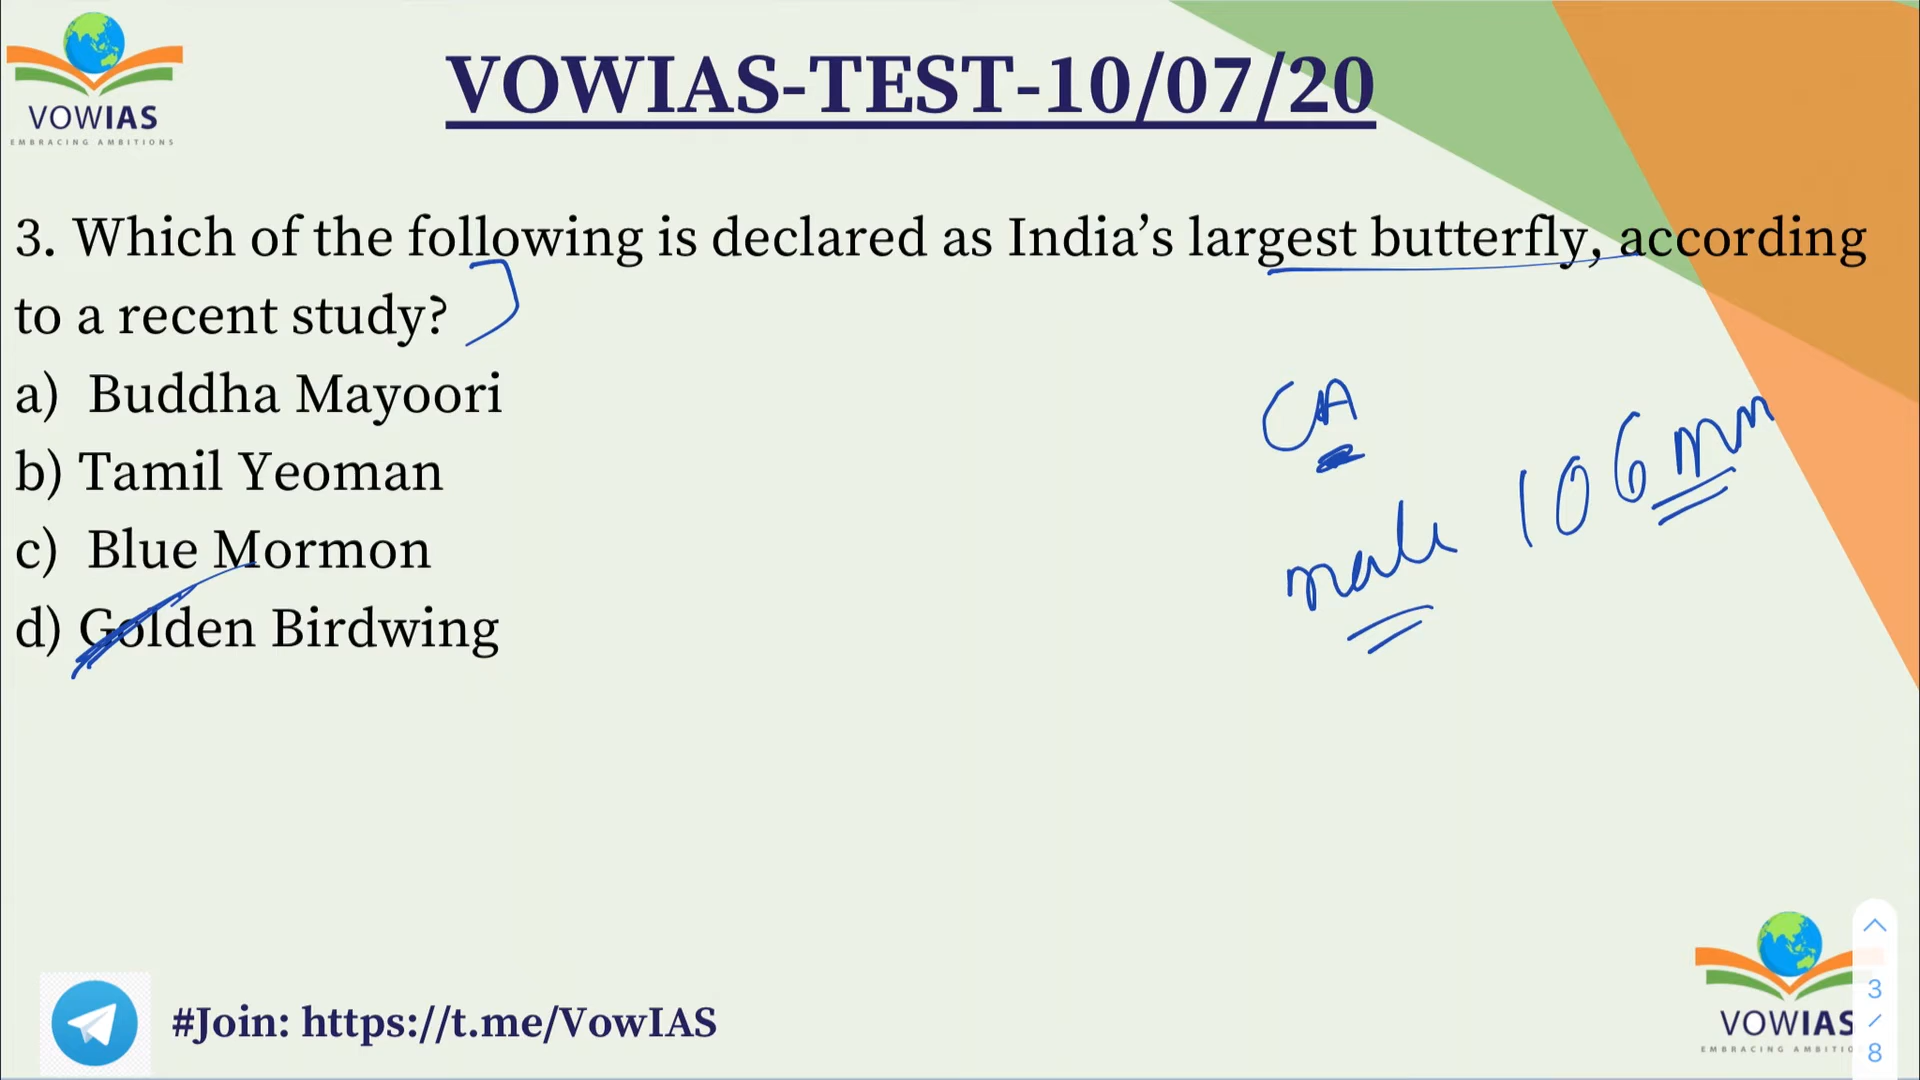 VOWIAS
EMBRACING AMBITIONS
VOWIAS-TEST-10/07/20
3. Which of the following is declared as India’s largest butterfly, according
to a recent study?
a) Buddha Mayoori
b) Tamil Yeoman
c) Blue Mormon
d) Golden Birdwing
CA
male 106 mm
#Join: https://t.me/VowIAS
VOWIAS
EMBRACING AMBITIO
3
/
8